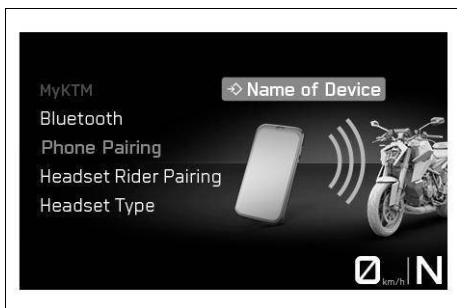 MyKTM
Name of Device
Bluetooth
Phone Pairing
Headset Rider Pairing
Headset Type
0 km/h N